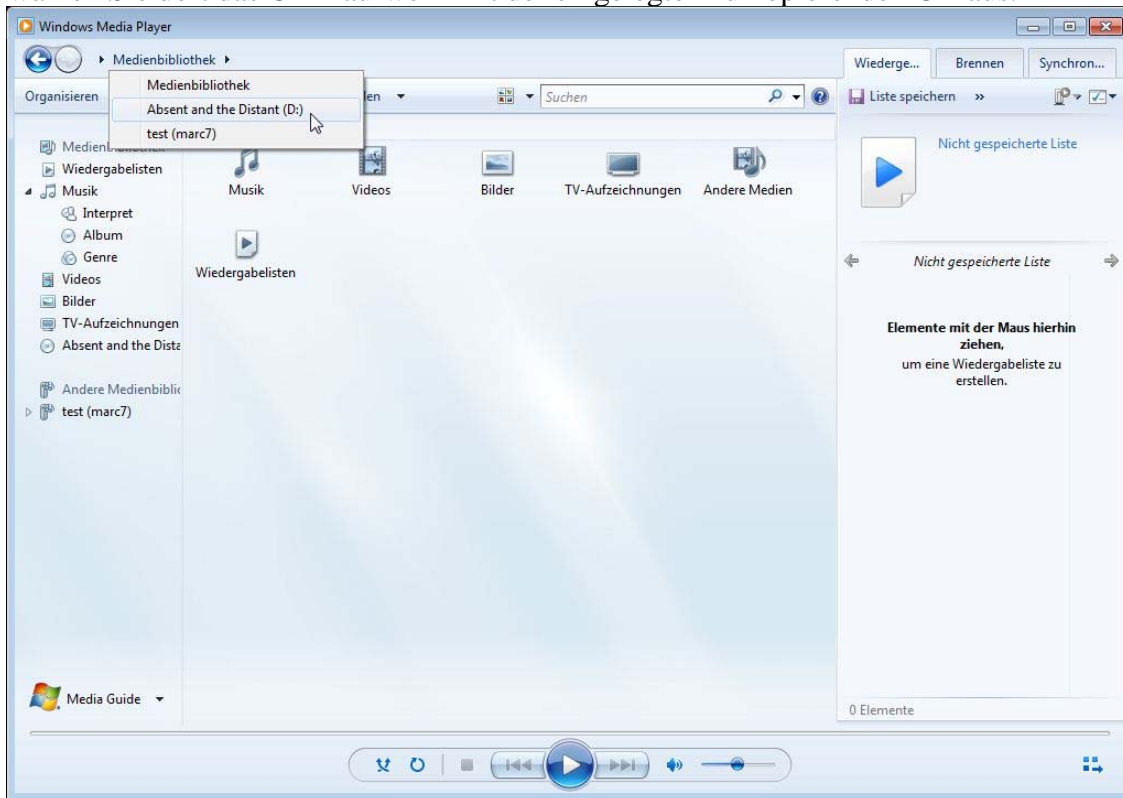 Windows Media Player
Medienbibliothek
Wiederge...
Brennen
Synchron...
Organisieren
Medienbibliothek
Absent and the Distant (D:)
test (marc7)
Suchen
Liste speichern »
Wiedergabelisten
Musik
Interpret
Album
Genre
Videos
Bilder
TV-Aufzeichnungen
Absent and the Dista
Andere Medienbiblio
test (marc7)
Musik
Videos
Bilder
TV-Aufzeichnungen
Andere Medien
Wiedergabelisten
Nicht gespeicherte Liste
Nicht gespeicherte Liste
Elemente mit der Maus hierhin
ziehen,
um eine Wiedergabeliste zu
erstellen.
Media Guide
0 Elemente